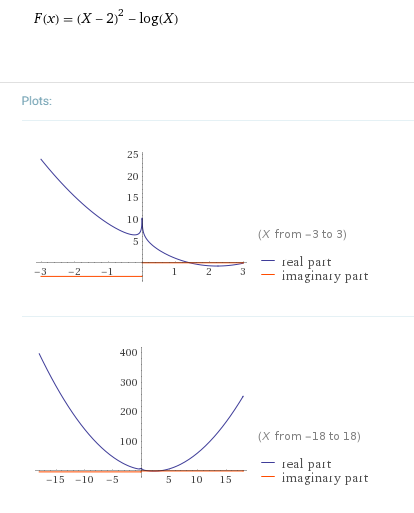 F(x) = (X – 2)² – log(X)
Plots:
25
20
15
10
5
−3 −2 −1 1 2 3
(X from −3 to 3)
real part
imaginary part
400
300
200
100
−15 −10 −5 5 10 15
(X from −18 to 18)
real part
imaginary part